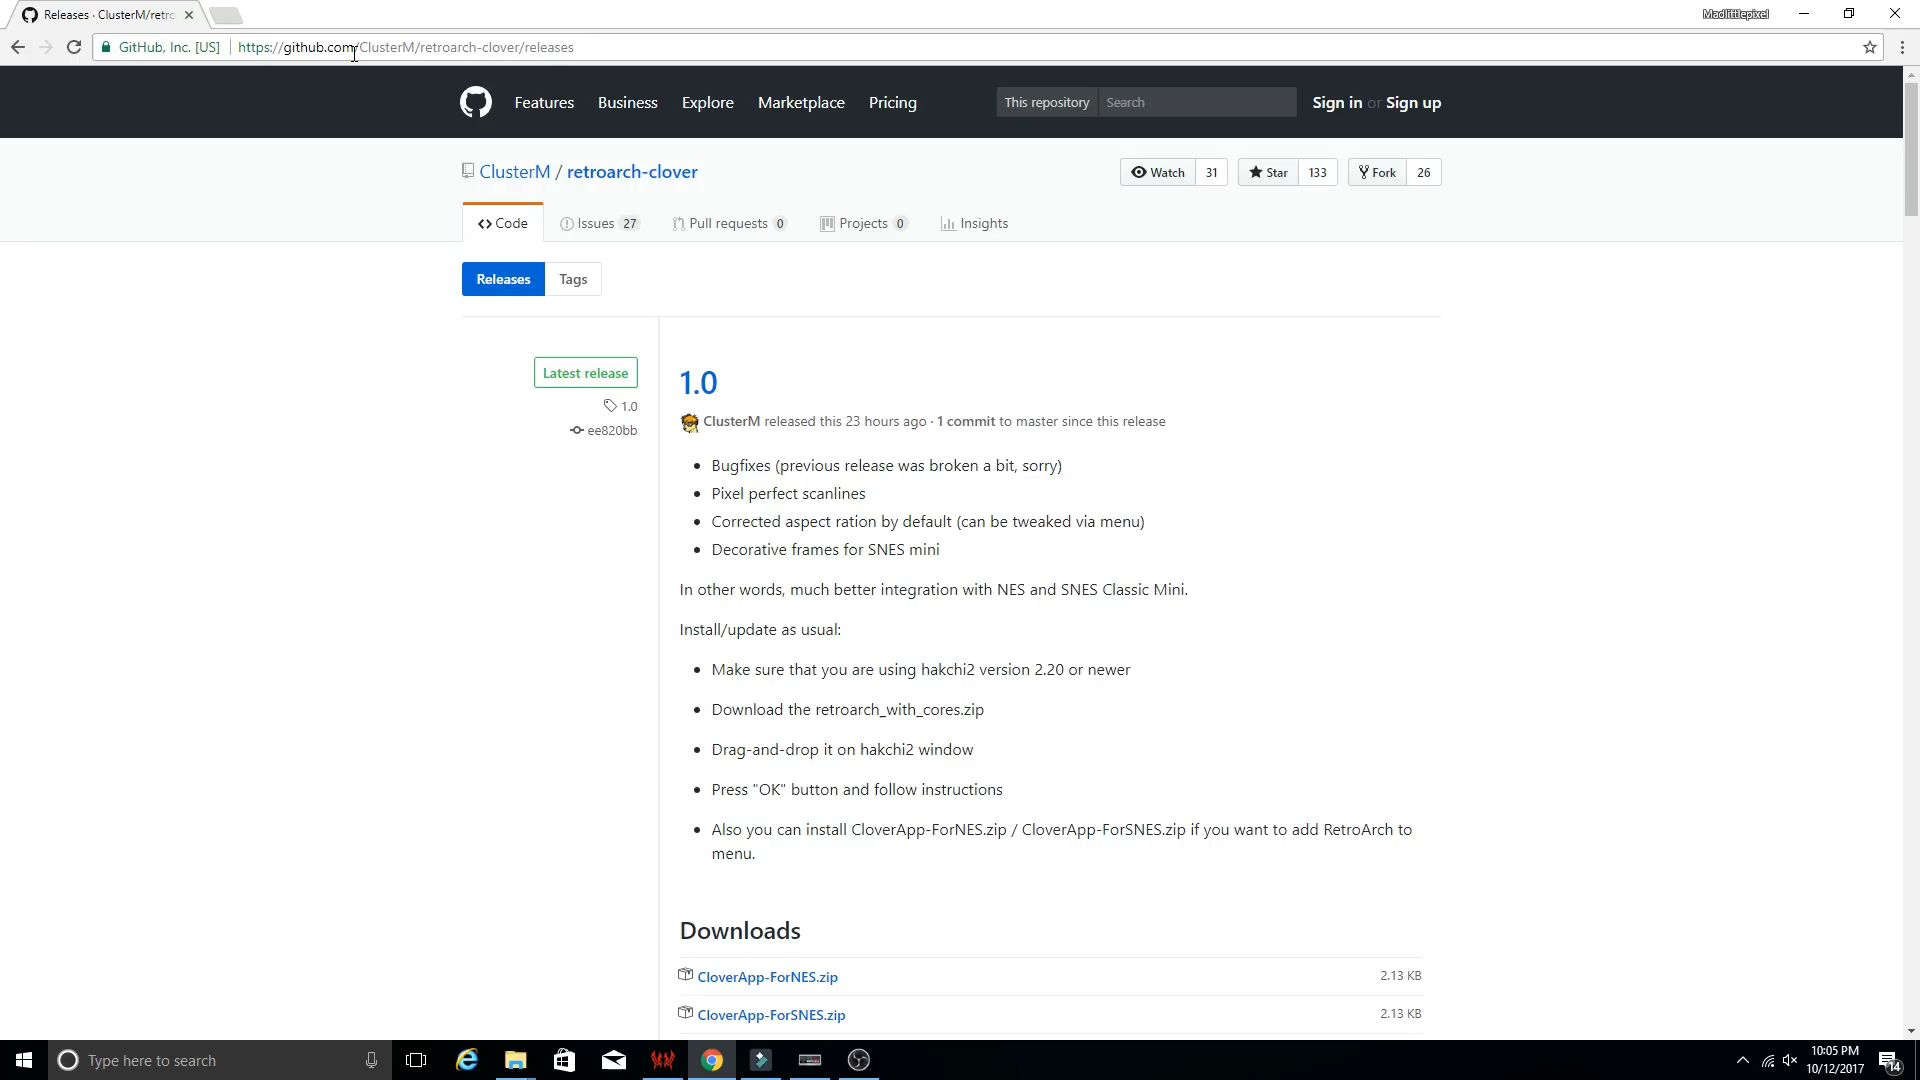 Releases · ClusterM/retro
Madlittlepixel
GitHub, Inc. [US]
https://github.com/ClusterM/retroarch-clover/releases
Features Business Explore Marketplace Pricing
This repository Search
Sign in or Sign up
ClusterM / retroarch-clover
Watch 31 Star 133 Fork 26
Code Issues 27 Pull requests 0 Projects 0 Insights
Releases Tags
Latest release
1.0
ee820bb
1.0
ClusterM released this 23 hours ago · 1 commit to master since this release
Bugfixes (previous release was broken a bit, sorry)
Pixel perfect scanlines
Corrected aspect ration by default (can be tweaked via menu)
Decorative frames for SNES mini
In other words, much better integration with NES and SNES Classic Mini.
Install/update as usual:
Make sure that you are using hakchi2 version 2.20 or newer
Download the retroarch_with_cores.zip
Drag-and-drop it on hakchi2 window
Press "OK" button and follow instructions
Also you can install CloverApp-ForNES.zip / CloverApp-ForSNES.zip if you want to add RetroArch to
menu.
Downloads
CloverApp-ForNES.zip 2.13 KB
CloverApp-ForSNES.zip 2.13 KB
Type here to search
10:05 PM
10/12/2017
14